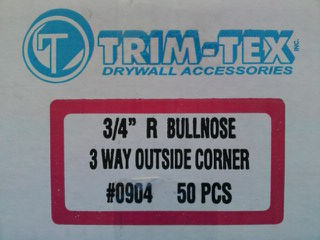 TRIM-TEX INC.
DRYWALL ACCESSORIES
3/4" R BULLNOSE
3 WAY OUTSIDE CORNER
#0904 50 PCS